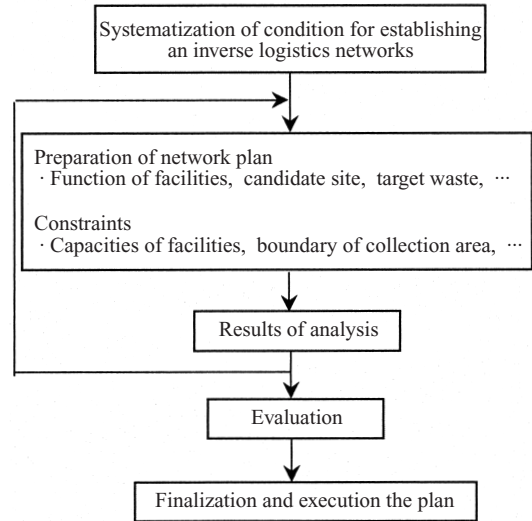 Systematization of condition for establishing
an inverse logistics networks
Preparation of network plan
· Function of facilities, candidate site, target waste, ···
Constraints
· Capacities of facilities, boundary of collection area, ···
Results of analysis
Evaluation
Finalization and execution the plan